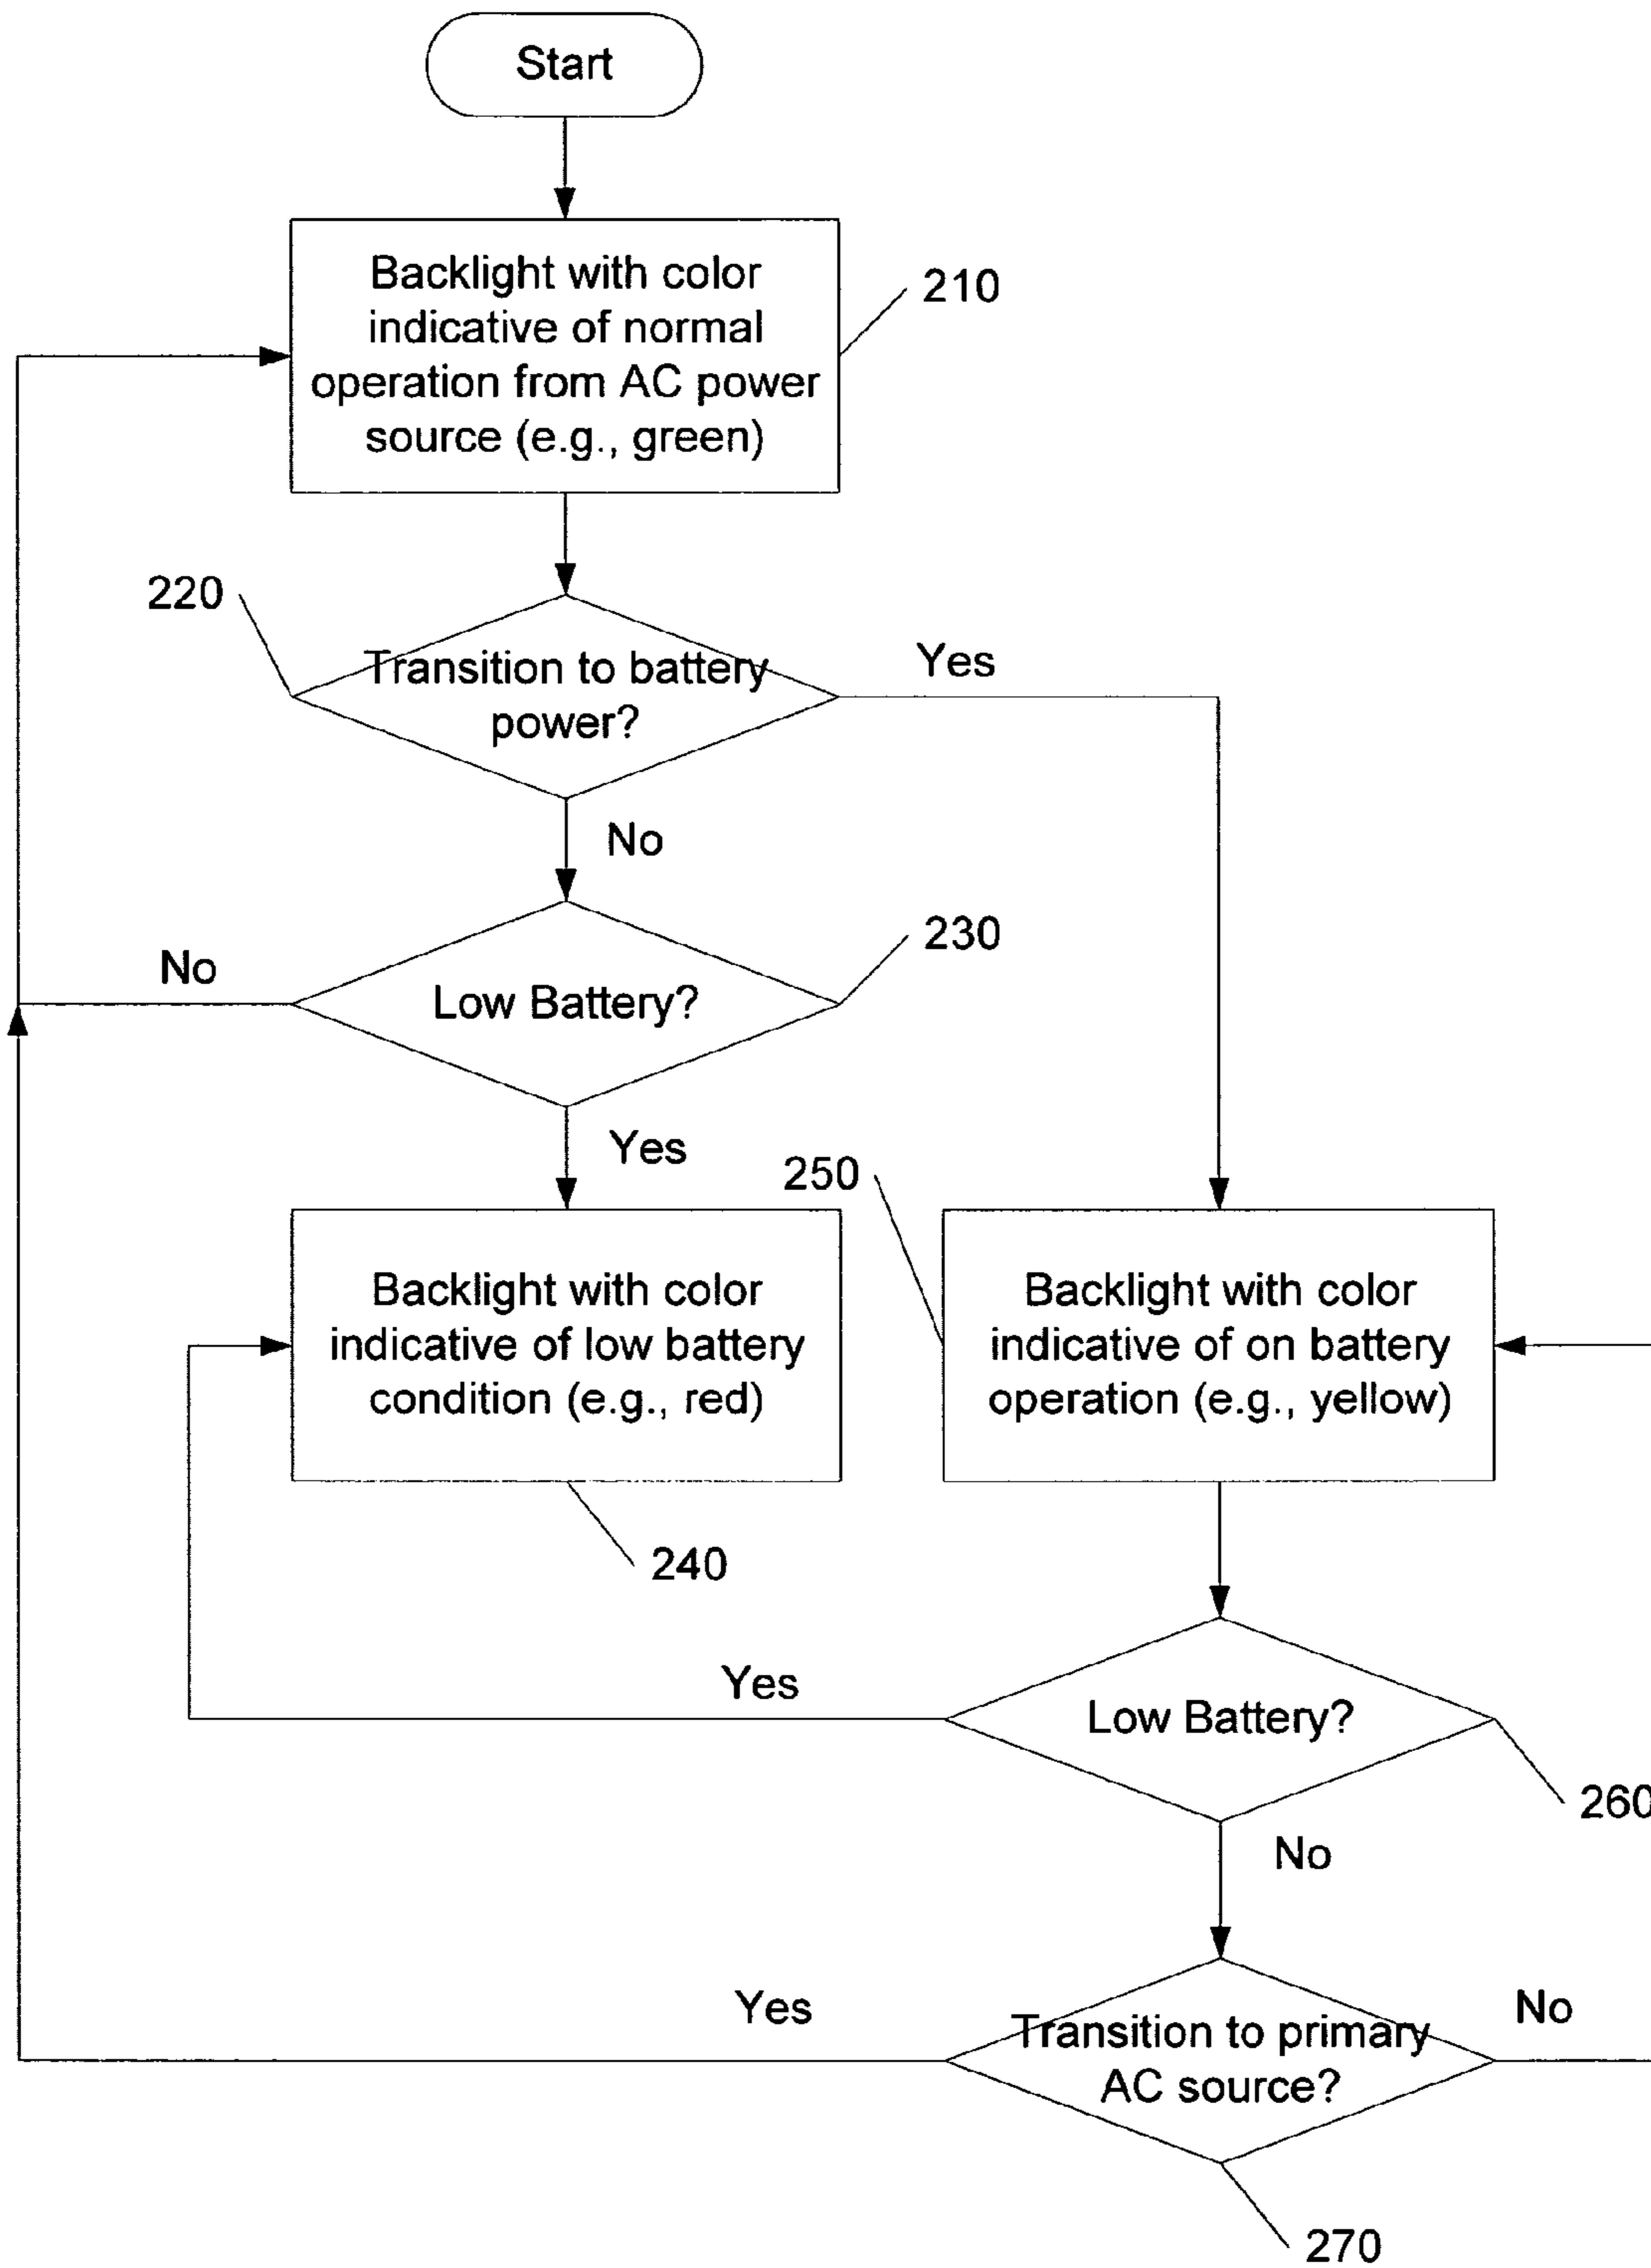 Start
Backlight with color
indicative of normal
operation from AC power
source (e.g., green)
210
220
Transition to battery
power?
Yes
No
230
No
Low Battery?
Yes
250
Backlight with color
indicative of low battery
condition (e.g., red)
240
Backlight with color
indicative of on battery
operation (e.g., yellow)
Yes
Low Battery?
260
No
Yes
Transition to primary
AC source?
No
270